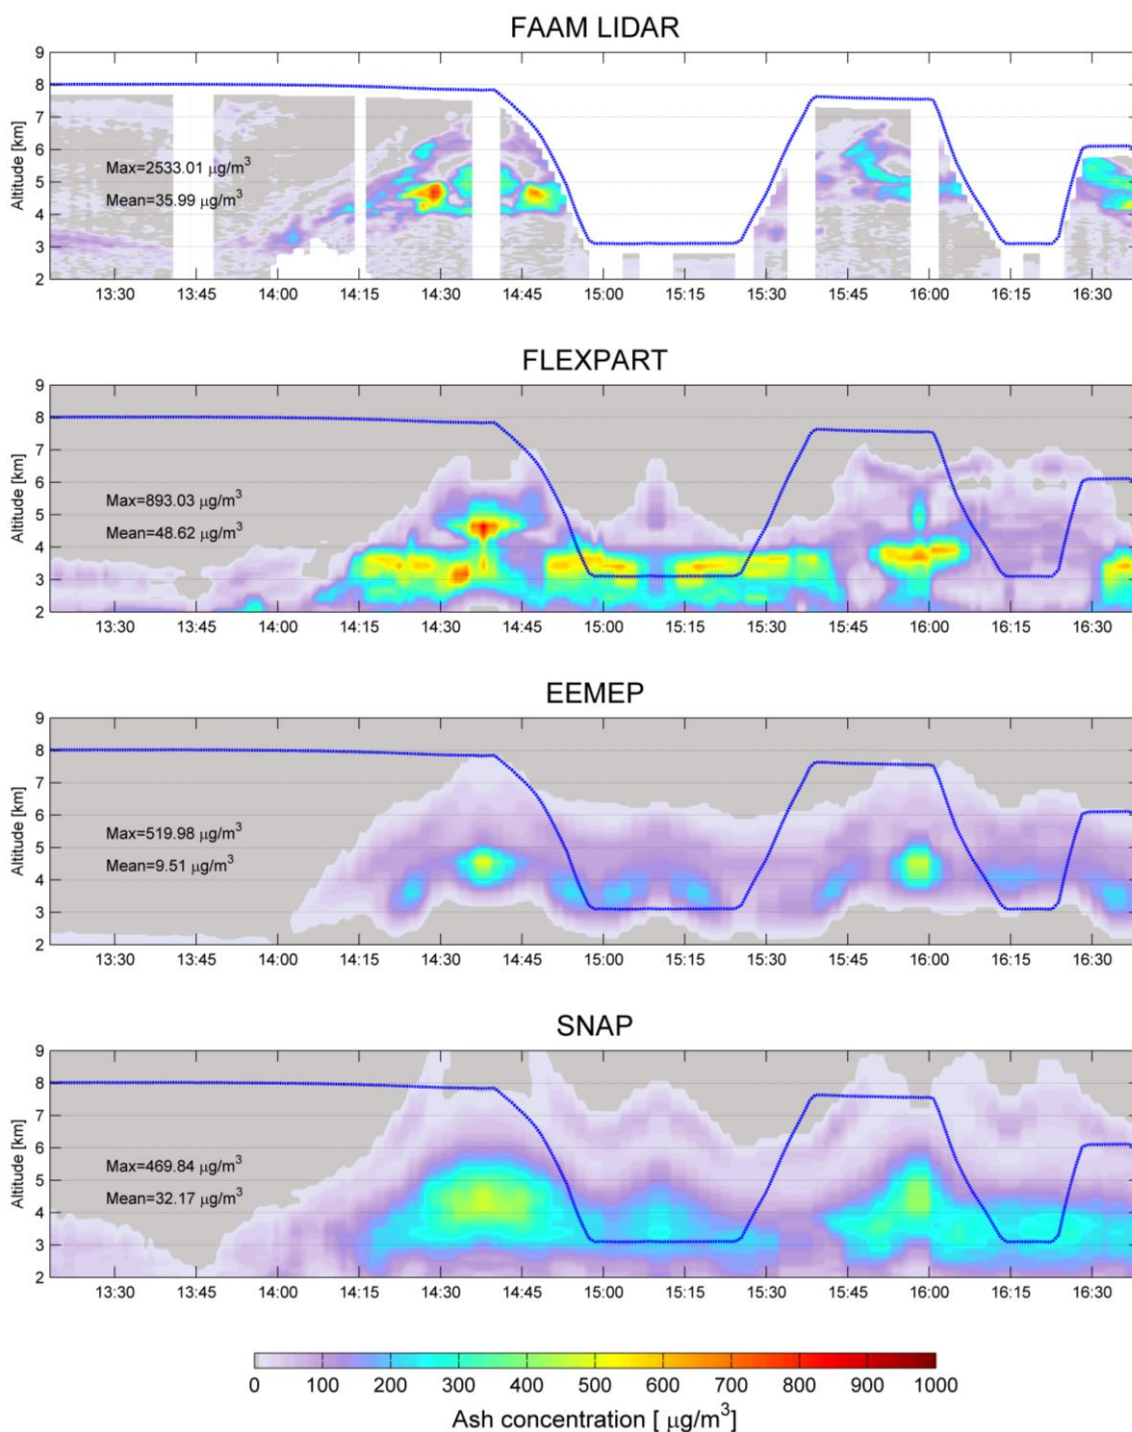 FAAM LIDAR
9
8
7
6
5
4
3
2
Altitude [km]
Max=2533.01 μg/m³
Mean=35.99 μg/m³
13:30 13:45 14:00 14:15 14:30 14:45 15:00 15:15 15:30 15:45 16:00 16:15 16:30
FLEXPART
9
8
7
6
5
4
3
2
Altitude [km]
Max=893.03 μg/m³
Mean=48.62 μg/m³
13:30 13:45 14:00 14:15 14:30 14:45 15:00 15:15 15:30 15:45 16:00 16:15 16:30
EEMEP
9
8
7
6
5
4
3
2
Altitude [km]
Max=519.98 μg/m³
Mean=9.51 μg/m³
13:30 13:45 14:00 14:15 14:30 14:45 15:00 15:15 15:30 15:45 16:00 16:15 16:30
SNAP
9
8
7
6
5
4
3
2
Altitude [km]
Max=469.84 μg/m³
Mean=32.17 μg/m³
13:30 13:45 14:00 14:15 14:30 14:45 15:00 15:15 15:30 15:45 16:00 16:15 16:30
0 100 200 300 400 500 600 700 800 900 1000
Ash concentration [ μg/m³]